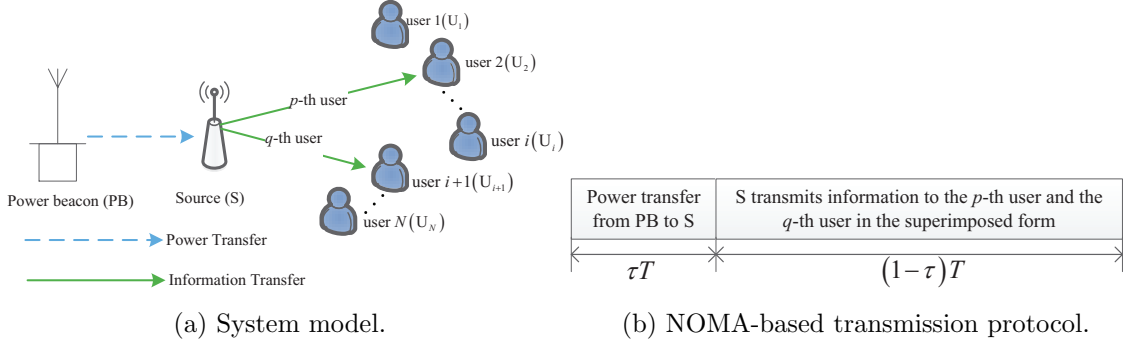 user 1(U₁)
user 2(U₂)
p-th user
q-th user
user i(Uᵢ)
user i+1(Uᵢ₊₁)
user N(U_N)
Power beacon (PB)
Source (S)
Power Transfer
Information Transfer
(a) System model.
Power transfer
from PB to S
S transmits information to the p-th user and the
q-th user in the superimposed form
τT
(1−τ)T
(b) NOMA-based transmission protocol.